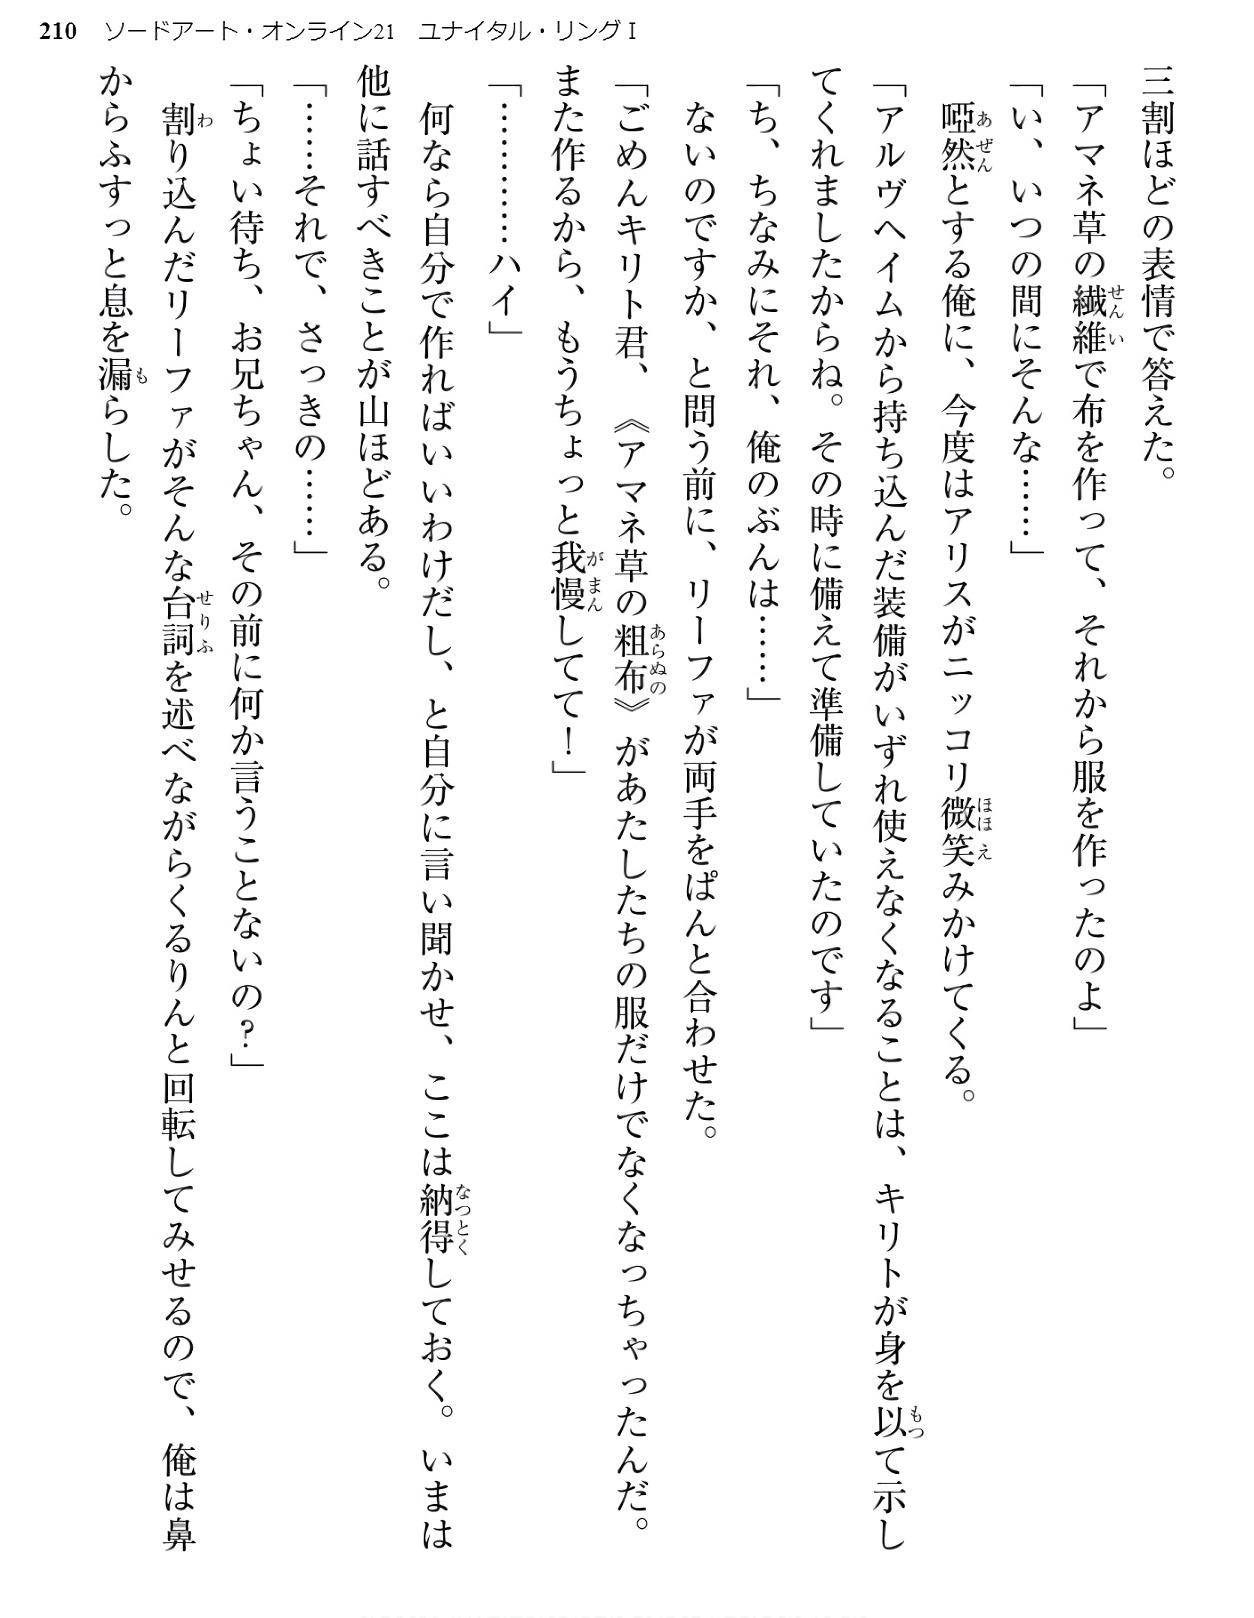 210 ソードアート・オンライン21 ユナイタル・リングⅠ
三割ほどの表情で答えた。
「アマネ草の繊維で布を作って、それから服を作ったのよ」
「い、いつの間にそんな……」
啞然とする俺に、今度はアリスがニッコリ微笑みかけてくる。
「アルヴヘイムから持ち込んだ装備がいずれ使えなくなることは、キリトが身を以て示し
てくれましたからね。その時に備えて準備していたのです」
「ち、ちなみにそれ、俺のぶんは……」
ないのですか、と問う前に、リーファが両手をぱんと合わせた。
「ごめんキリト君、《アマネ草の粗布》があたしたちの服だけでなくなっちゃったんだ。
また作るから、もうちょっと我慢してて！」
「…………ハイ」
何なら自分で作ればいいわけだし、と自分に言い聞かせ、ここは納得しておく。いまは
他に話すべきことが山ほどある。
「……それで、さっきの……」
「ちょい待ち、お兄ちゃん、その前に何か言うことないの？」
割り込んだリーファがそんな台詞を述べながらくるりんと回転してみせるので、俺は鼻
からふすっと息を漏らした。